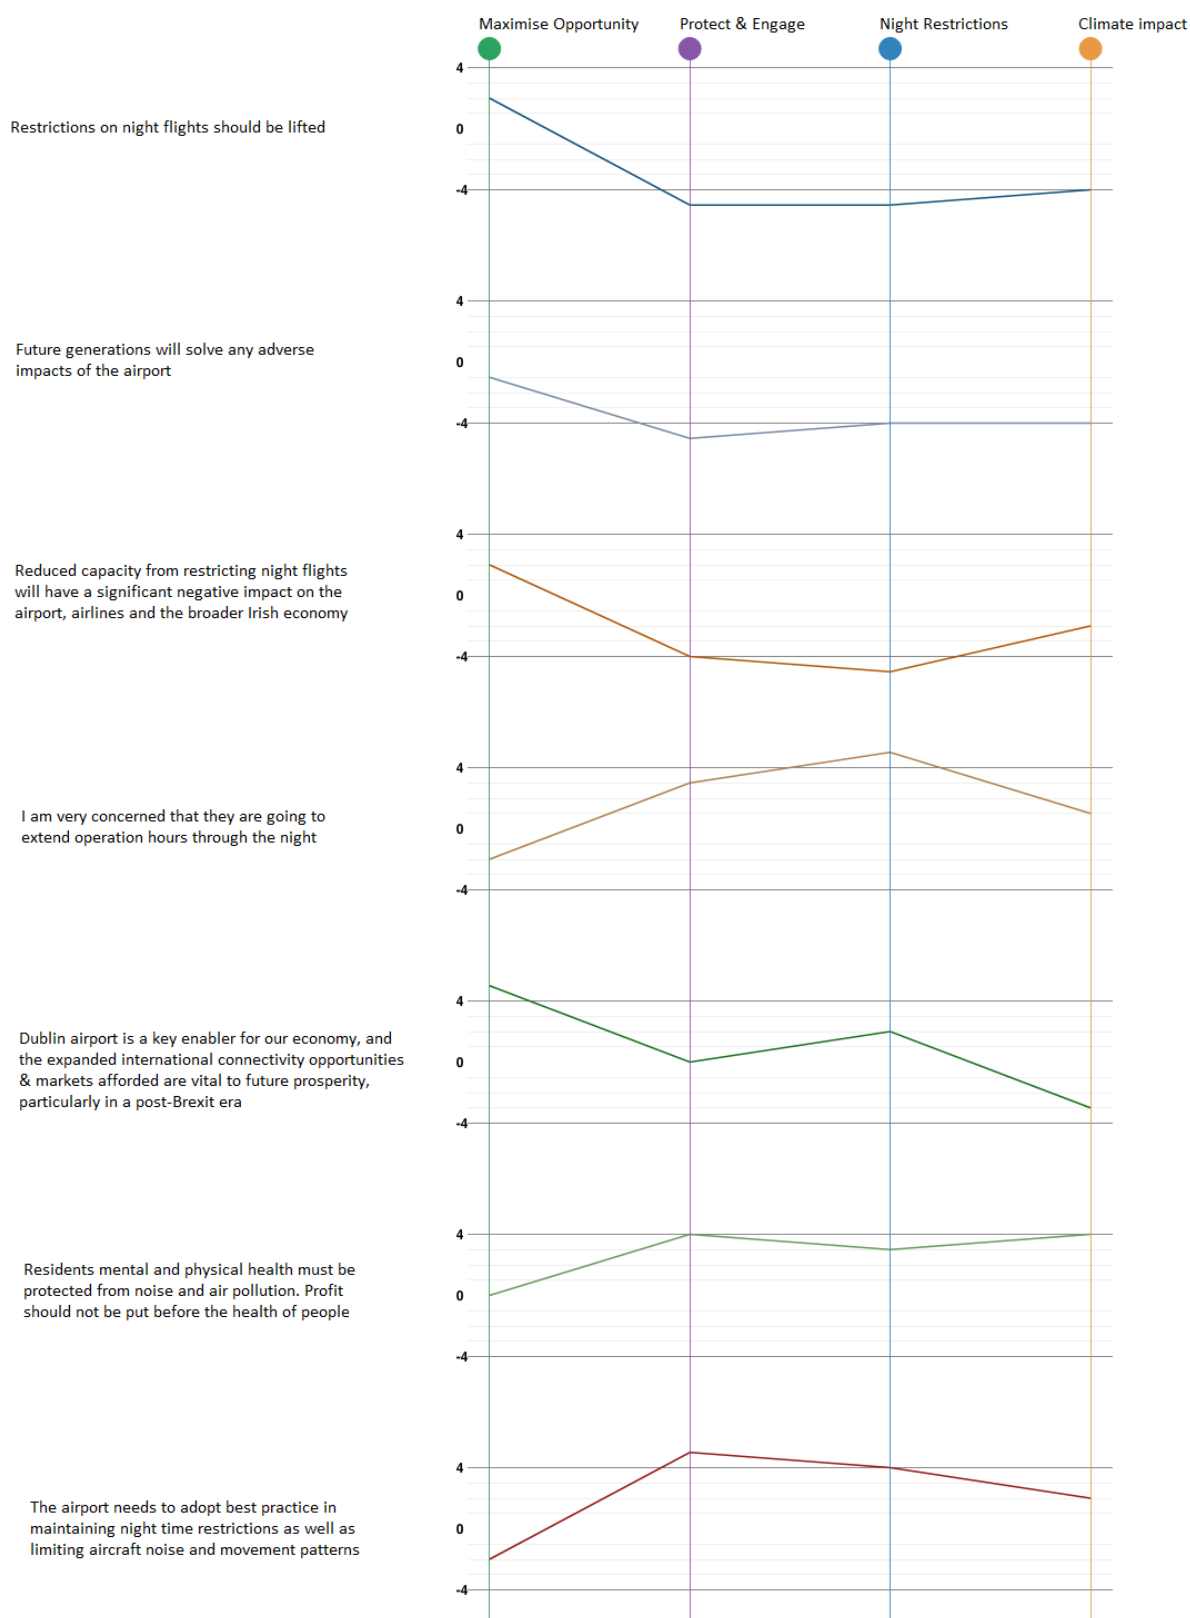 Maximise Opportunity
Protect & Engage
Night Restrictions
Climate impact
4
Restrictions on night flights should be lifted
0
-4
4
Future generations will solve any adverse
impacts of the airport
0
-4
4
Reduced capacity from restricting night flights
will have a significant negative impact on the
airport, airlines and the broader Irish economy
0
-4
4
I am very concerned that they are going to
extend operation hours through the night
0
-4
4
Dublin airport is a key enabler for our economy, and
the expanded international connectivity opportunities
& markets afforded are vital to future prosperity,
particularly in a post-Brexit era
0
-4
4
Residents mental and physical health must be
protected from noise and air pollution. Profit
should not be put before the health of people
0
-4
4
The airport needs to adopt best practice in
maintaining night time restrictions as well as
limiting aircraft noise and movement patterns
0
-4